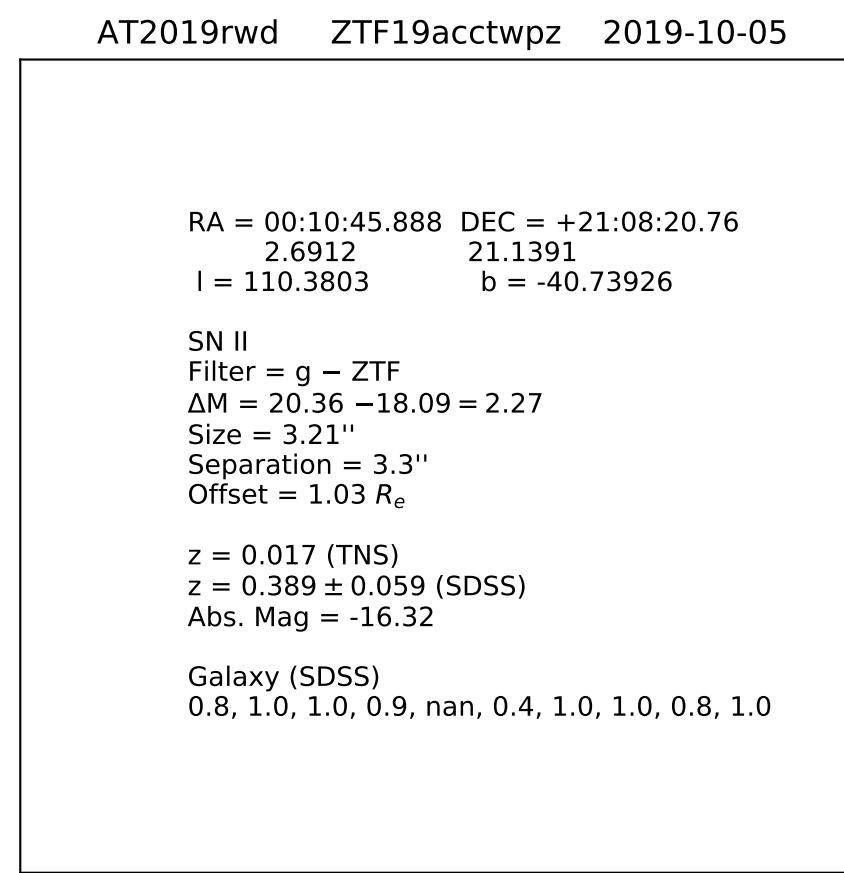 AT2019rwd ZTF19acctwpz 2019-10-05
RA = 00:10:45.888 DEC = +21:08:20.76
2.6912 21.1391
l = 110.3803 b = -40.73926
SN II
Filter = g − ZTF
ΔM = 20.36 −18.09 = 2.27
Size = 3.21''
Separation = 3.3''
Offset = 1.03 Rₑ
z = 0.017 (TNS)
z = 0.389 ± 0.059 (SDSS)
Abs. Mag = -16.32
Galaxy (SDSS)
0.8, 1.0, 1.0, 0.9, nan, 0.4, 1.0, 1.0, 0.8, 1.0